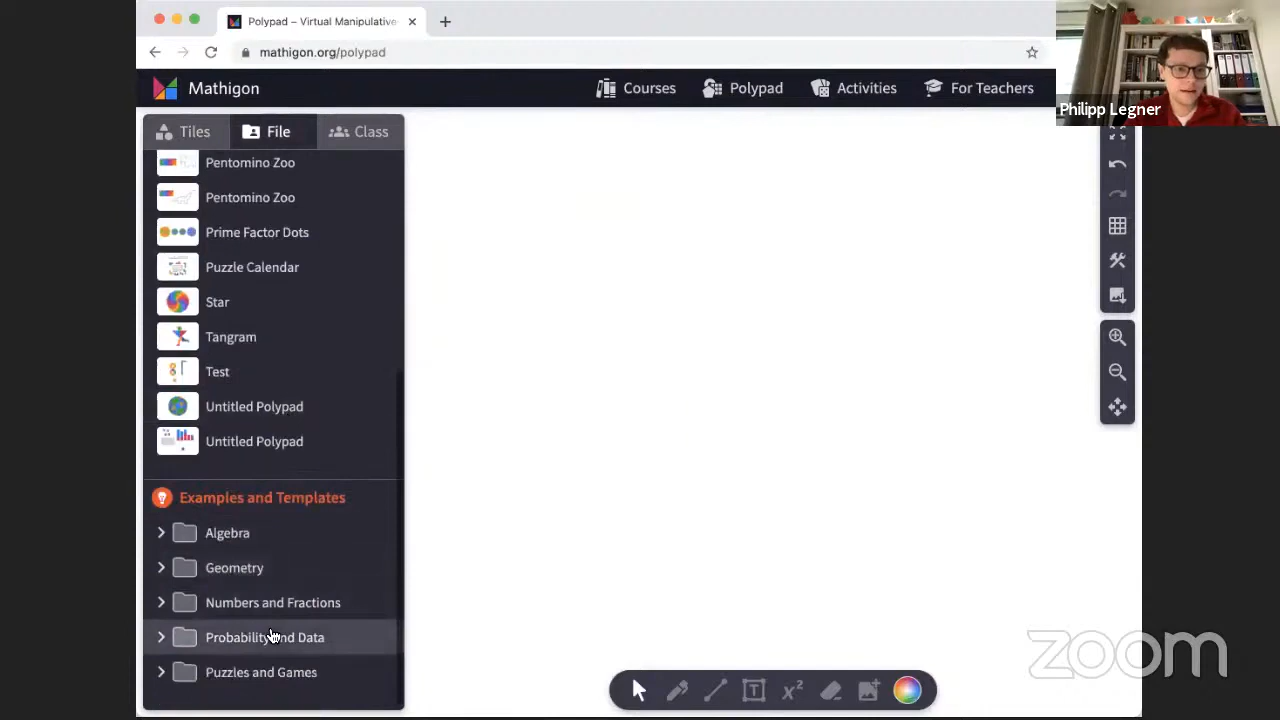 Polypad – Virtual Manipulative
mathigon.org/polypad
Mathigon
Courses
Polypad
Activities
For Teachers
Philipp Legner
Tiles
File
Class
Pentomino Zoo
Pentomino Zoo
Prime Factor Dots
Puzzle Calendar
Star
Tangram
Test
Untitled Polypad
Untitled Polypad
Examples and Templates
Algebra
Geometry
Numbers and Fractions
Probability and Data
Puzzles and Games
T
x²
zoom